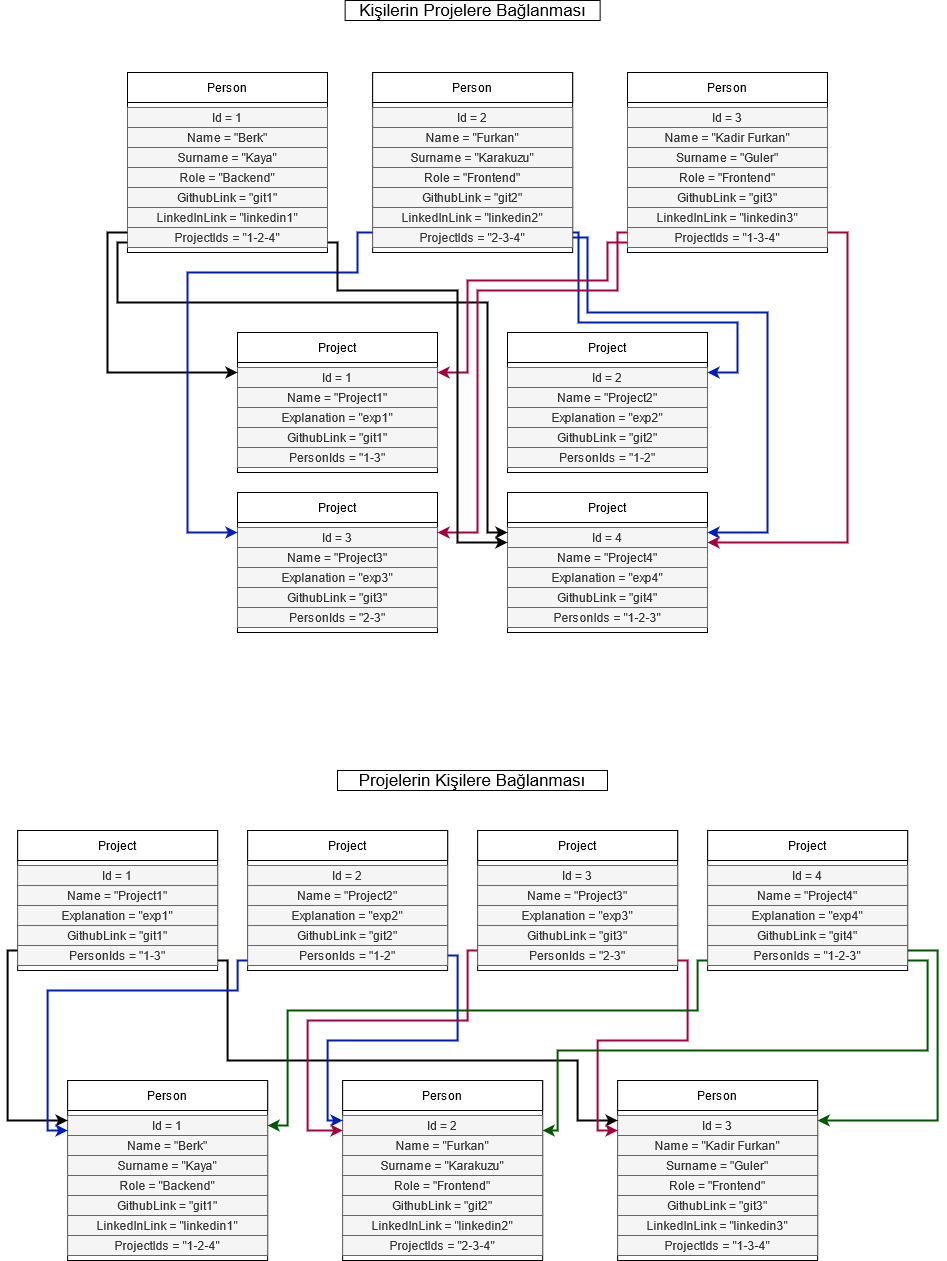 Kişilerin Projelere Bağlanması
Person
Id = 1
Name = "Berk"
Surname = "Kaya"
Role = "Backend"
GithubLink = "git1"
LinkedInLink = "linkedin1"
ProjectIds = "1-2-4"
Person
Id = 2
Name = "Furkan"
Surname = "Karakuzu"
Role = "Frontend"
GithubLink = "git2"
LinkedInLink = "linkedin2"
ProjectIds = "2-3-4"
Person
Id = 3
Name = "Kadir Furkan"
Surname = "Guler"
Role = "Frontend"
GithubLink = "git3"
LinkedInLink = "linkedin3"
ProjectIds = "1-3-4"
Project
Id = 1
Name = "Project1"
Explanation = "exp1"
GithubLink = "git1"
PersonIds = "1-3"
Project
Id = 2
Name = "Project2"
Explanation = "exp2"
GithubLink = "git2"
PersonIds = "1-2"
Project
Id = 3
Name = "Project3"
Explanation = "exp3"
GithubLink = "git3"
PersonIds = "2-3"
Project
Id = 4
Name = "Project4"
Explanation = "exp4"
GithubLink = "git4"
PersonIds = "1-2-3"
Projelerin Kişilere Bağlanması
Project
Id = 1
Name = "Project1"
Explanation = "exp1"
GithubLink = "git1"
PersonIds = "1-3"
Project
Id = 2
Name = "Project2"
Explanation = "exp2"
GithubLink = "git2"
PersonIds = "1-2"
Project
Id = 3
Name = "Project3"
Explanation = "exp3"
GithubLink = "git3"
PersonIds = "2-3"
Project
Id = 4
Name = "Project4"
Explanation = "exp4"
GithubLink = "git4"
PersonIds = "1-2-3"
Person
Id = 1
Name = "Berk"
Surname = "Kaya"
Role = "Backend"
GithubLink = "git1"
LinkedInLink = "linkedin1"
ProjectIds = "1-2-4"
Person
Id = 2
Name = "Furkan"
Surname = "Karakuzu"
Role = "Frontend"
GithubLink = "git2"
LinkedInLink = "linkedin2"
ProjectIds = "2-3-4"
Person
Id = 3
Name = "Kadir Furkan"
Surname = "Guler"
Role = "Frontend"
GithubLink = "git3"
LinkedInLink = "linkedin3"
ProjectIds = "1-3-4"